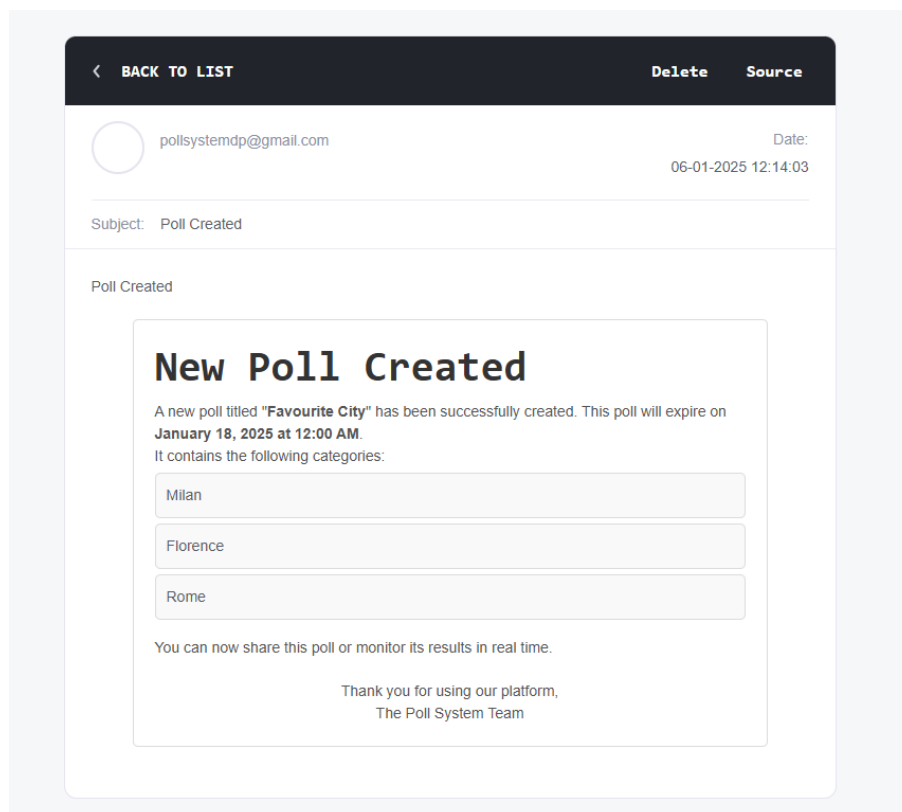 BACK TO LIST Delete Source
pollsystemdp@gmail.com Date:
06-01-2025 12:14:03
Subject: Poll Created
Poll Created
New Poll Created
A new poll titled "Favourite City" has been successfully created. This poll will expire on
January 18, 2025 at 12:00 AM.
It contains the following categories:
Milan
Florence
Rome
You can now share this poll or monitor its results in real time.
Thank you for using our platform,
The Poll System Team